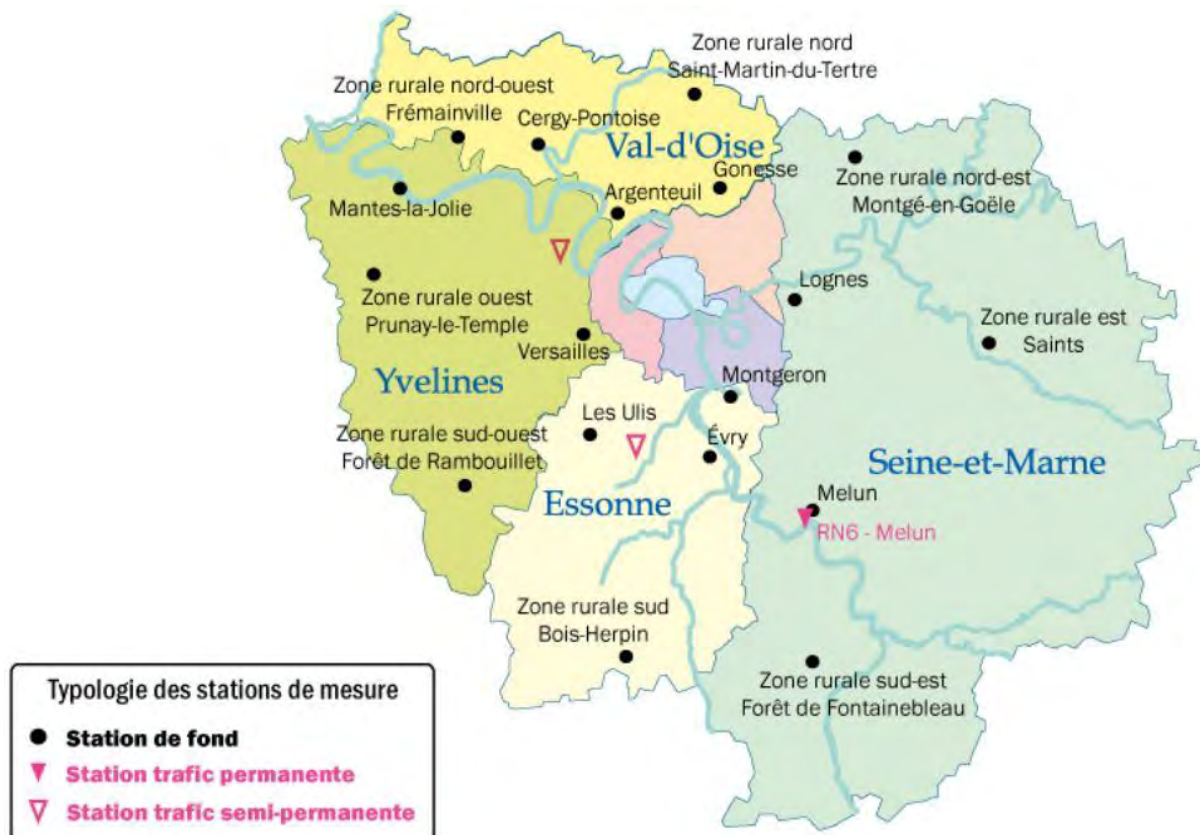 Zone rurale nord
Saint-Martin-du-Tertre
Zone rurale nord-ouest
Frémainville
Cergy-Pontoise
Val-d'Oise
Gonesse
Zone rurale nord-est
Montgé-en-Goële
Mantes-la-Jolie
Argenteuil
Lognes
Zone rurale ouest
Prunay-le-Temple
Zone rurale est
Saints
Versailles
Yvelines
Montgeron
Les Ulis
Zone rurale sud-ouest
Forêt de Rambouillet
Évry
Seine-et-Marne
Essonne
Melun
RN6 - Melun
Zone rurale sud
Bois-Herpin
Zone rurale sud-est
Forêt de Fontainebleau
Typologie des stations de mesure
Station de fond
Station trafic permanente
Station trafic semi-permanente